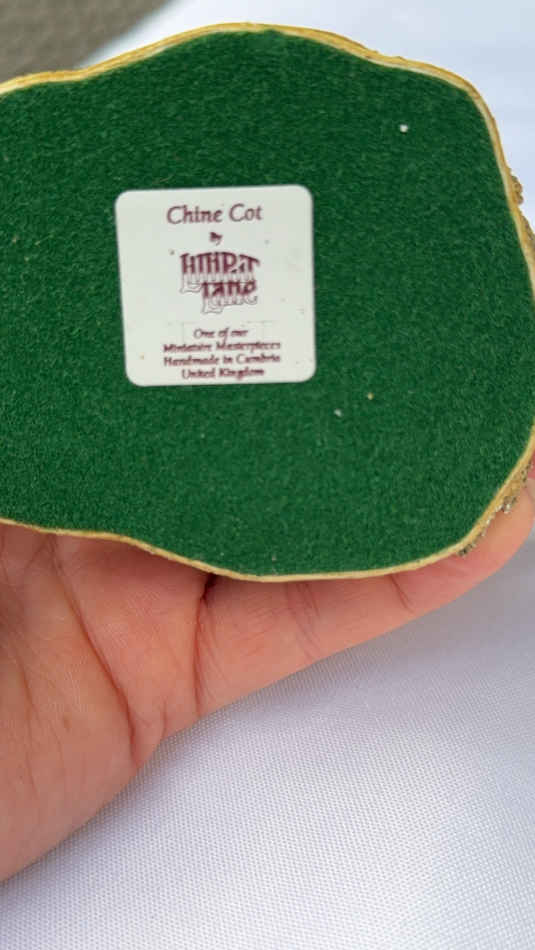 Chine Cot
By
Lilliput
Lane
One of our
Miniature Masterpieces
Handmade in Cumbria
United Kingdom